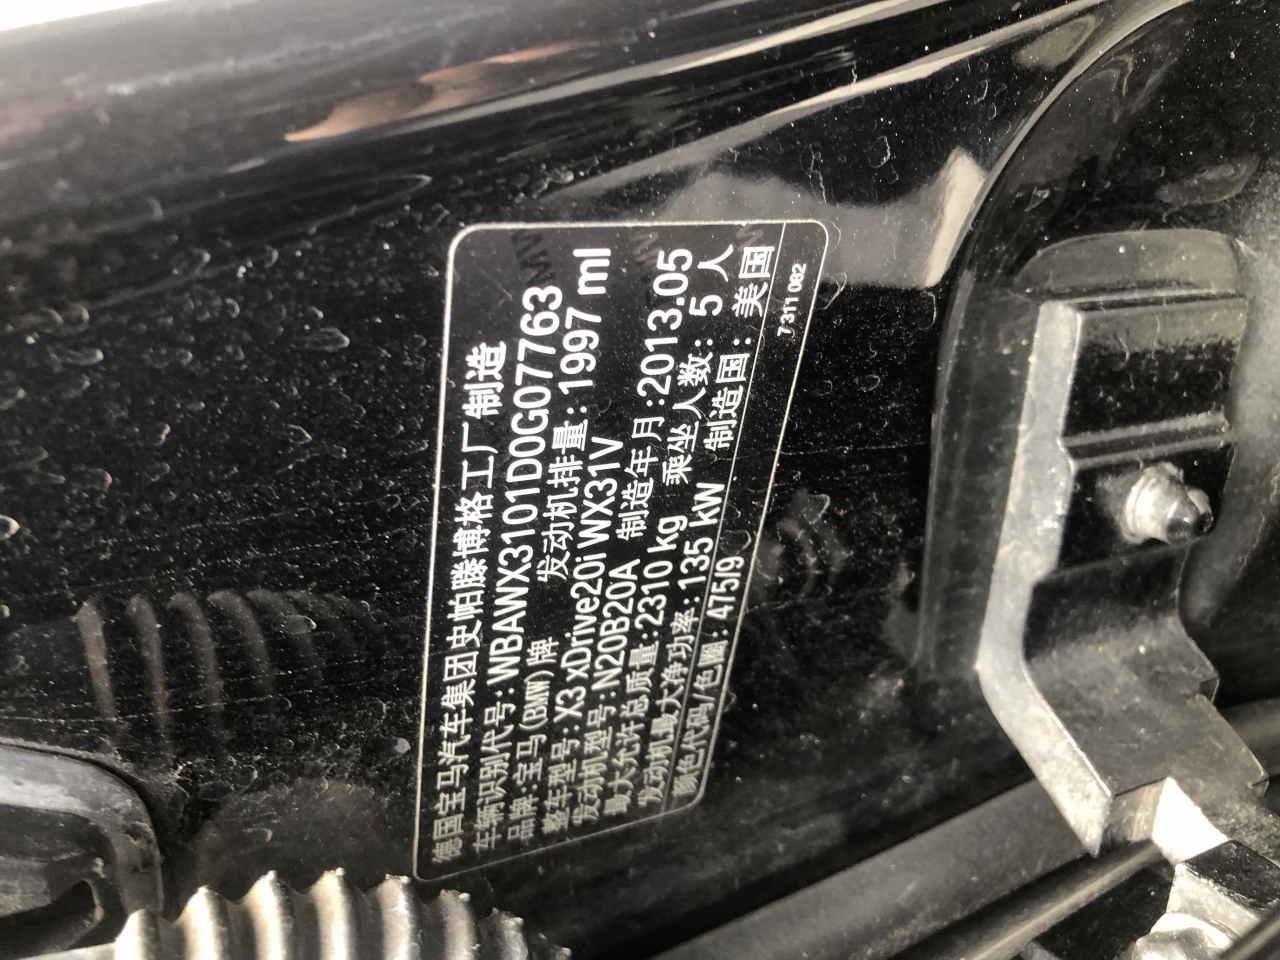 德国宝马汽车集团史帕滕博格工厂制造
车辆识别代号：WBAWX3101D0G07763
品牌：宝马(BMW)牌 发动机排量：1997 ml
整车型号：X3 xDrive20i WX31V
发动机型号：N20B20A 制造年月：2013.05
最大允许总质量：2310 kg 乘坐人数：5 人
发动机最大净功率：135 kW 制造国：美国
颜色代码/色圈：475I9
7 311 082